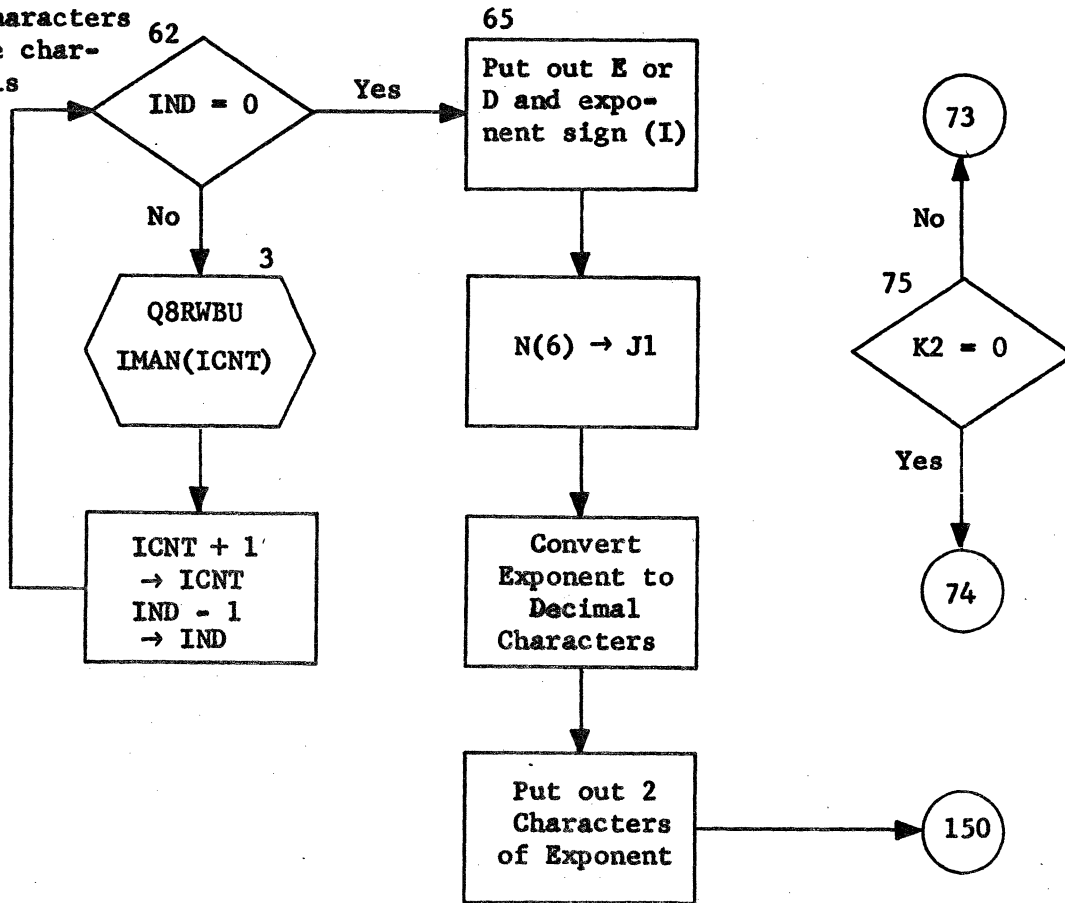 haracters
e char-
s
62
IND = 0
Yes
No
3
Q8RWBU
IMAN(ICNT)
ICNT + 1
→ ICNT
IND - 1
→ IND
65
Put out E or
D and expo-
nent sign (I)
N(6) → J1
Convert
Exponent to
Decimal
Characters
Put out 2
Characters
of Exponent
150
73
No
75
K2 = 0
Yes
74